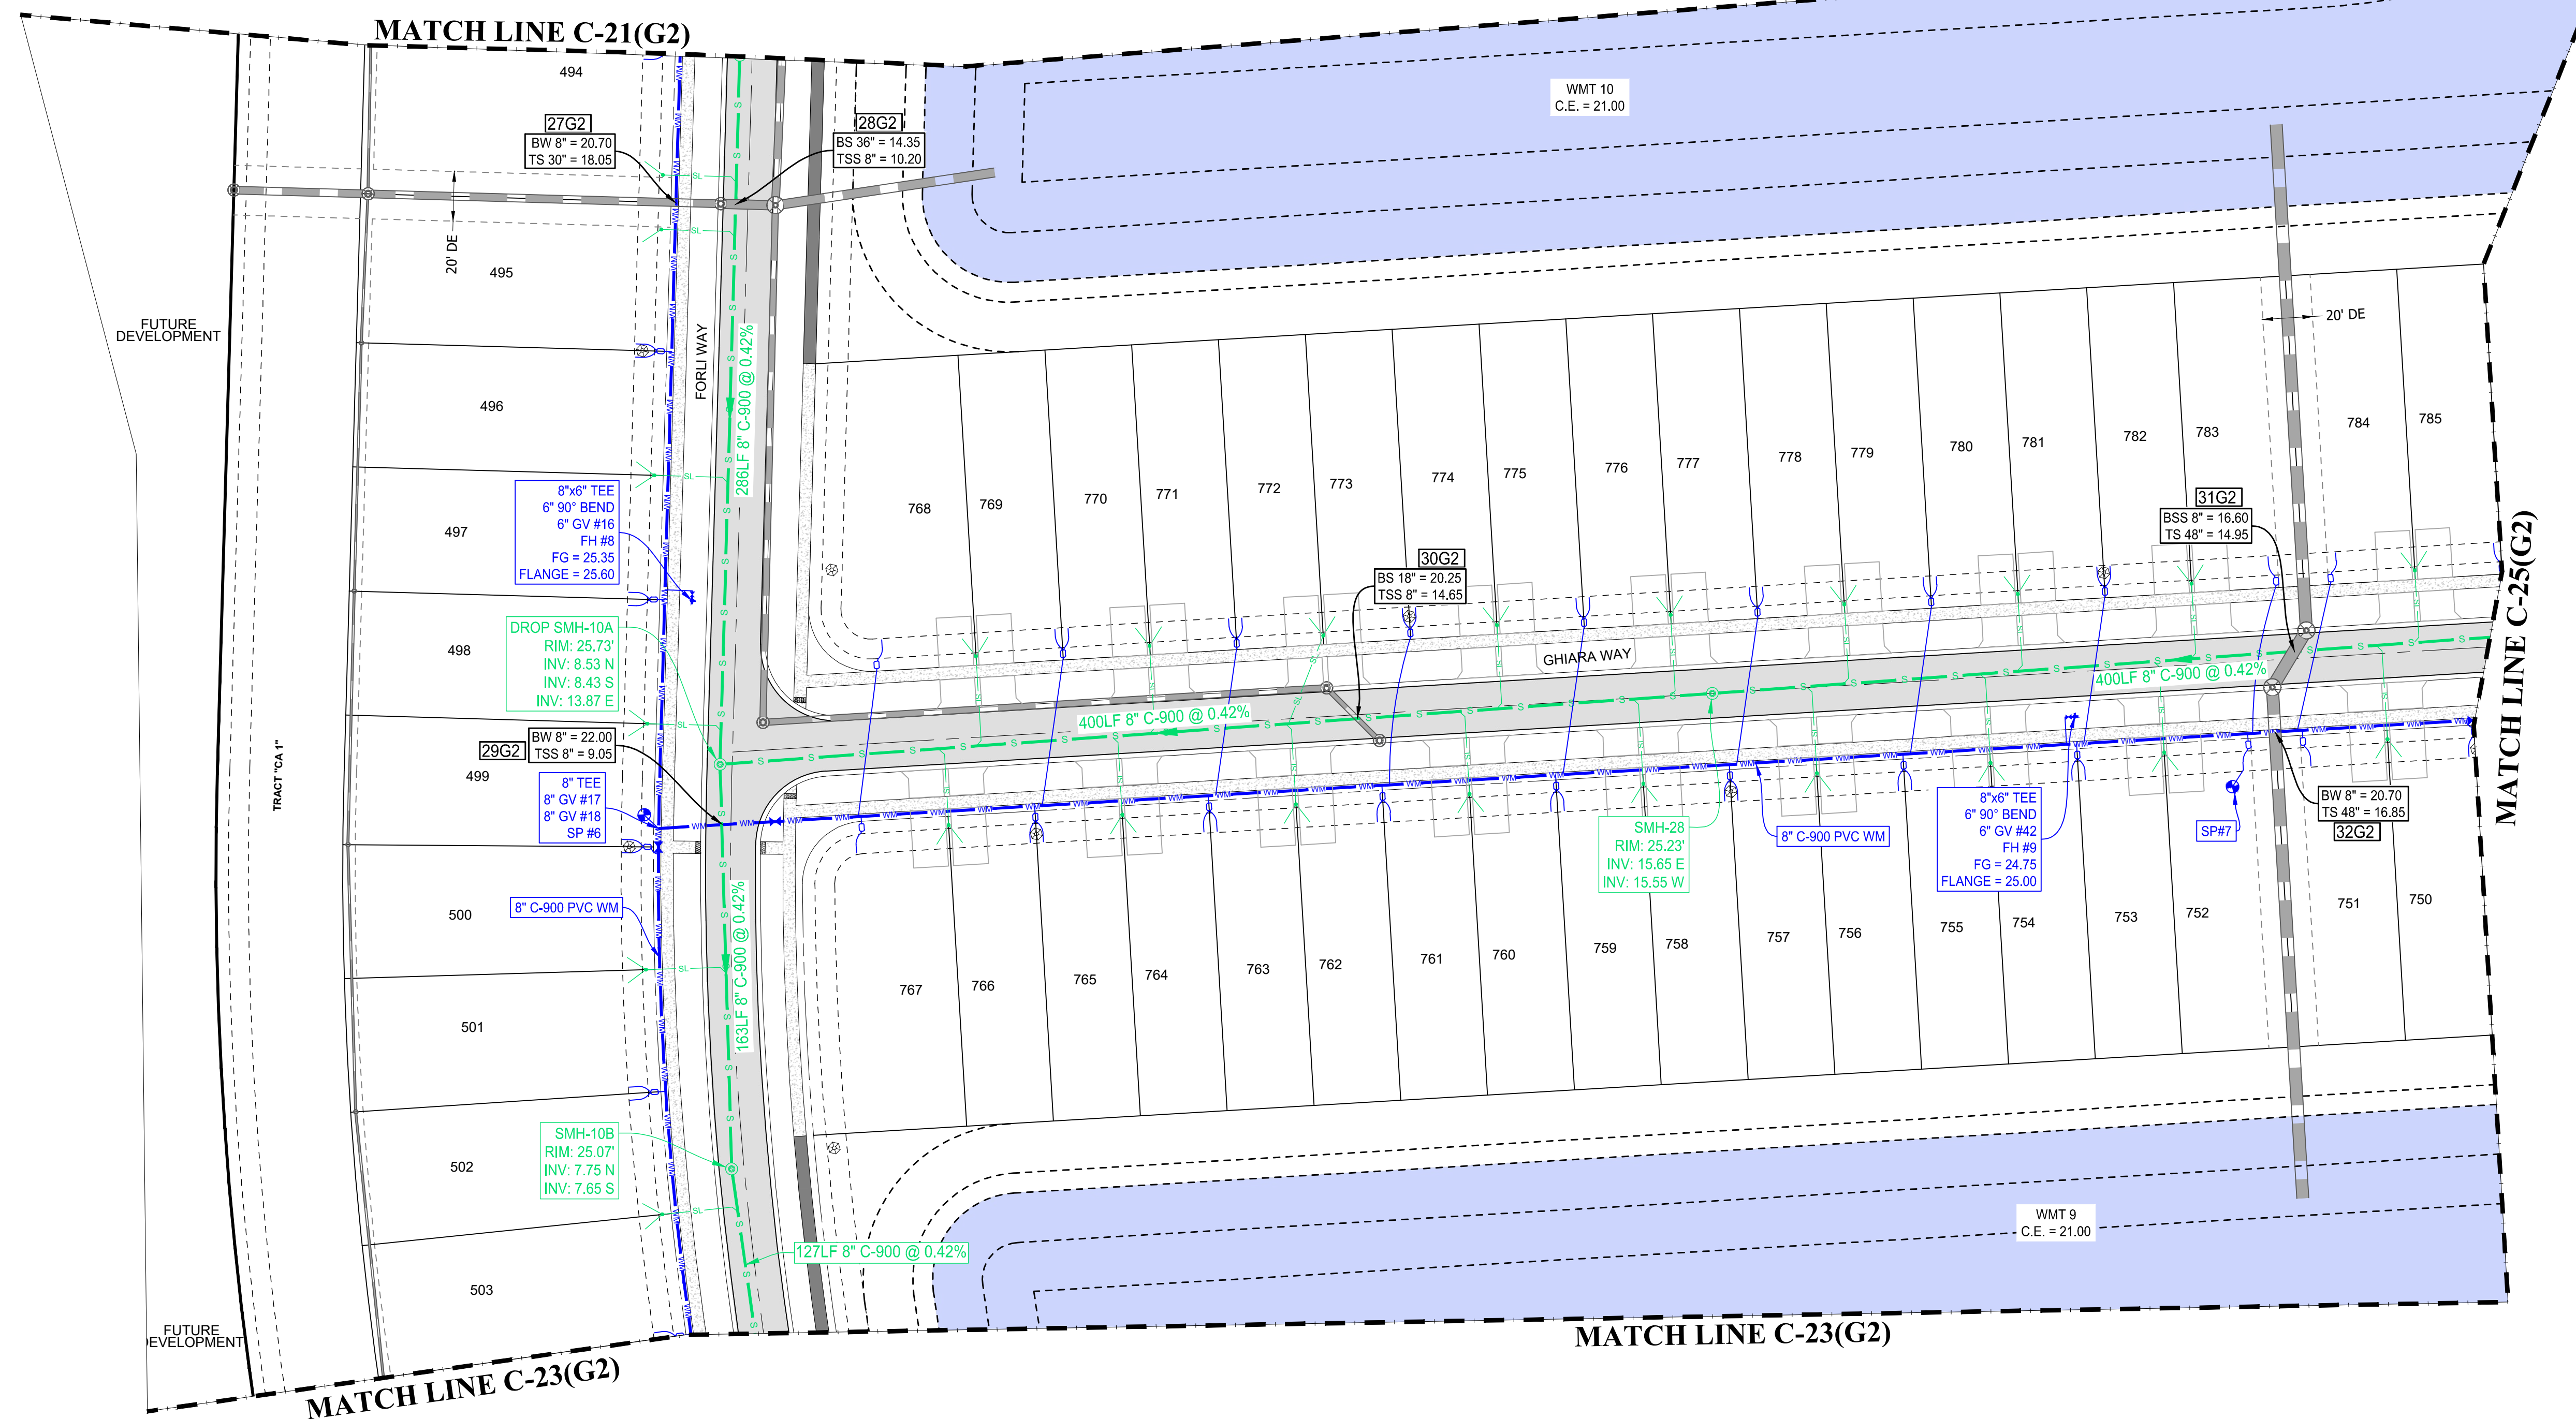 MATCH LINE C-21(G2)
494
WMT 10
C.E. = 21.00
27G2
BW 8" = 20.70
TS 30" = 18.05
28G2
BS 36" = 14.35
TSS 8" = 10.20
20' DE
495
FUTURE
DEVELOPMENT
FORLI WAY
286LF 8" C-900 @ 0.42%
20' DE
496
497
8"x6" TEE
6" 90° BEND
6" GV #16
FH #8
FG = 25.35
FLANGE = 25.60
768
769
770
771
772
773
774
775
776
777
778
779
780
781
782
783
784
785
31G2
BSS 8" = 16.60
TS 48" = 14.95
30G2
BS 18" = 20.25
TSS 8" = 14.65
MATCH LINE C-25(G2)
DROP SMH-10A
RIM: 25.73'
INV: 8.53 N
INV: 8.43 S
INV: 13.87 E
498
GHIARA WAY
400LF 8" C-900 @ 0.42%
400LF 8" C-900 @ 0.42%
29G2
BW 8" = 22.00
TSS 8" = 9.05
499
TRACT "CA 1"
8" TEE
8" GV #17
8" GV #18
SP #6
8" C-900 PVC WM
SMH-28
RIM: 25.23'
INV: 15.65 E
INV: 15.55 W
8" C-900 PVC WM
8"x6" TEE
6" 90° BEND
6" GV #42
FH #9
FG = 24.75
FLANGE = 25.00
SP#7
BW 8" = 20.70
TS 48" = 16.85
32G2
500
163LF 8" C-900 @ 0.42%
767
766
765
764
763
762
761
760
759
758
757
756
755
754
753
752
751
750
501
SMH-10B
RIM: 25.07'
INV: 7.75 N
INV: 7.65 S
502
127LF 8" C-900 @ 0.42%
WMT 9
C.E. = 21.00
503
FUTURE
EVELOPMENT
MATCH LINE C-23(G2)
MATCH LINE C-23(G2)